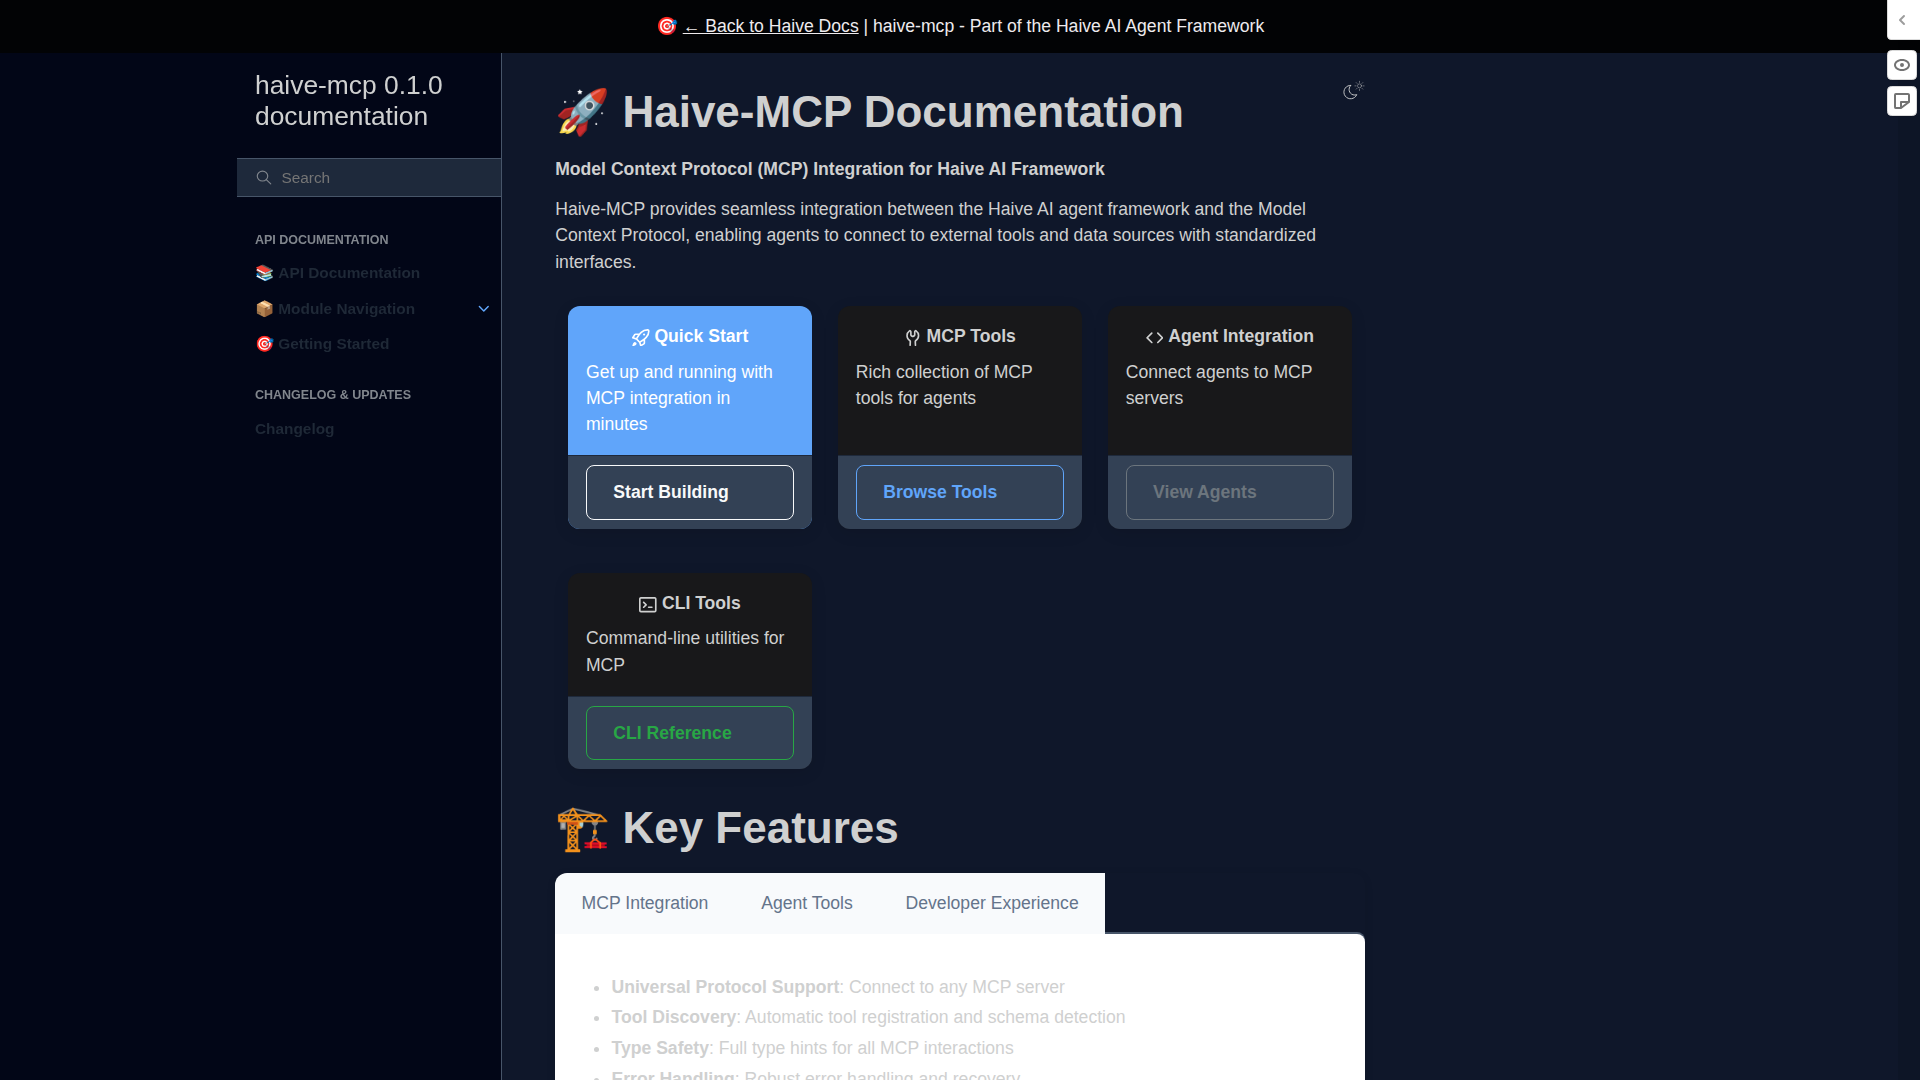 🎯 ← Back to Haive Docs | haive-mcp - Part of the Haive AI Agent Framework
haive-mcp 0.1.0
documentation
Search
API DOCUMENTATION
📚 API Documentation
📦 Module Navigation
🎯 Getting Started
CHANGELOG & UPDATES
Changelog
🚀 Haive-MCP Documentation
Model Context Protocol (MCP) Integration for Haive AI Framework
Haive-MCP provides seamless integration between the Haive AI agent framework and the Model
Context Protocol, enabling agents to connect to external tools and data sources with standardized
interfaces.
Quick Start
Get up and running with
MCP integration in
minutes
Start Building
MCP Tools
Rich collection of MCP
tools for agents
Browse Tools
Agent Integration
Connect agents to MCP
servers
View Agents
CLI Tools
Command-line utilities for
MCP
CLI Reference
🏗️ Key Features
MCP Integration
Agent Tools
Developer Experience
• Universal Protocol Support: Connect to any MCP server
• Tool Discovery: Automatic tool registration and schema detection
• Type Safety: Full type hints for all MCP interactions
• Error Handling: Robust error handling and recovery